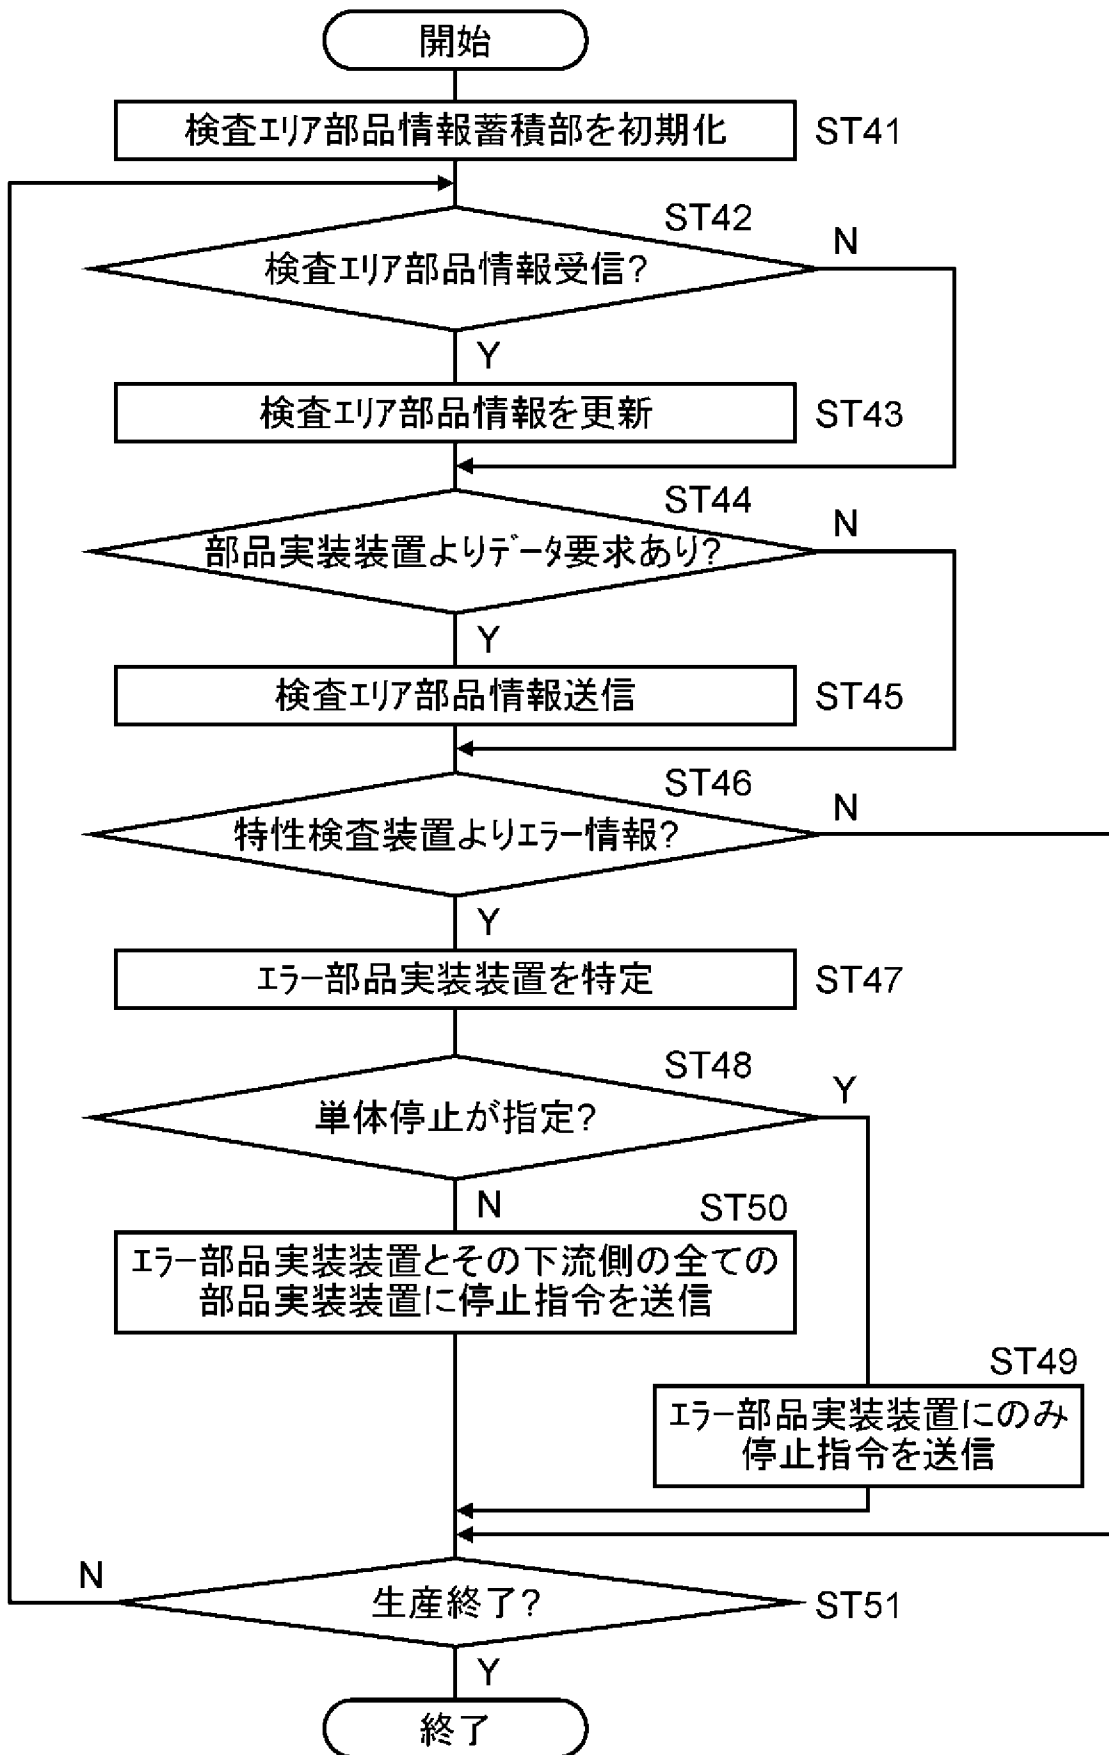 開始
検査エリア部品情報蓄積部を初期化
ST41
ST42
検査エリア部品情報受信?
N
Y
検査エリア部品情報を更新
ST43
ST44
部品実装装置よりデータ要求あり?
N
Y
検査エリア部品情報送信
ST45
ST46
特性検査装置よりエラー情報?
N
Y
エラー部品実装装置を特定
ST47
ST48
単体停止が指定?
Y
N
ST50
エラー部品実装装置とその下流側の全ての
部品実装装置に停止指令を送信
ST49
エラー部品実装装置にのみ
停止指令を送信
N
生産終了?
ST51
Y
終了